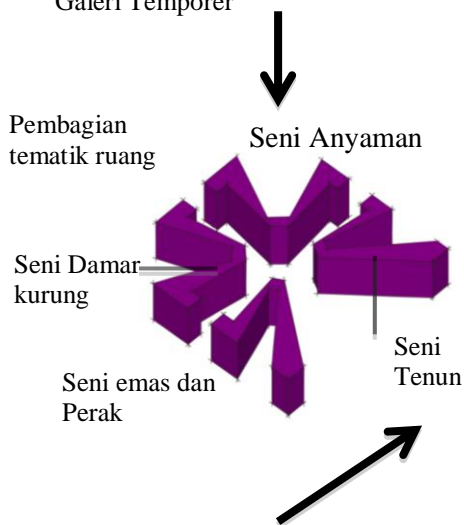 Galeri Temporer
Pembagian
tematik ruang
Seni Anyaman
Seni Damar
kurung
Seni
Tenun
Seni emas dan
Perak